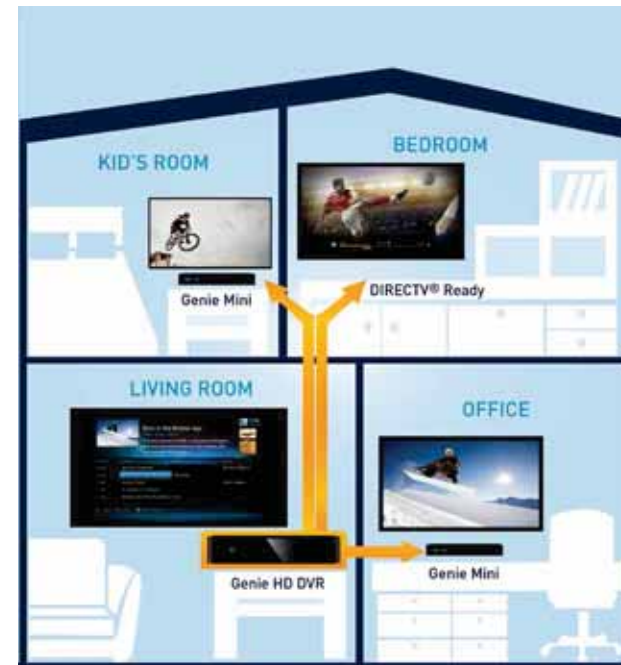 KID'S ROOM
BEDROOM
Genie Mini
DIRECTV® Ready
LIVING ROOM
OFFICE
Genie HD DVR
Genie Mini